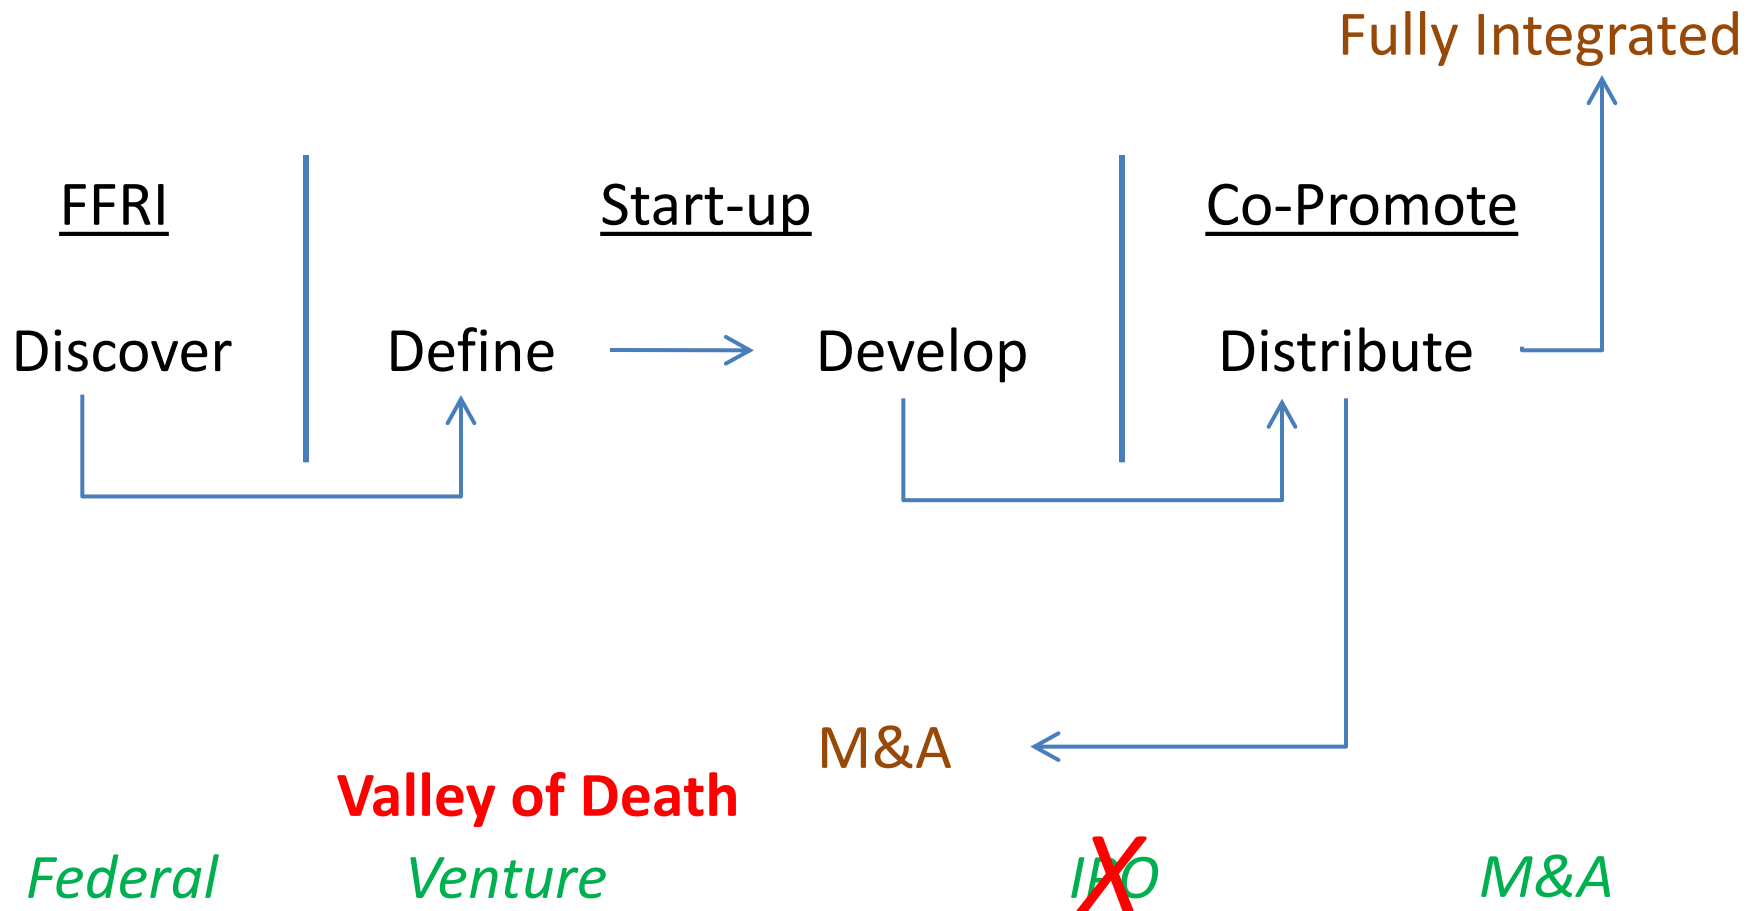 Fully Integrated
FFRI
Start-up
Co-Promote
Discover
Define
Develop
Distribute
M&A
Valley of Death
Federal
Venture
IPO
X
M&A